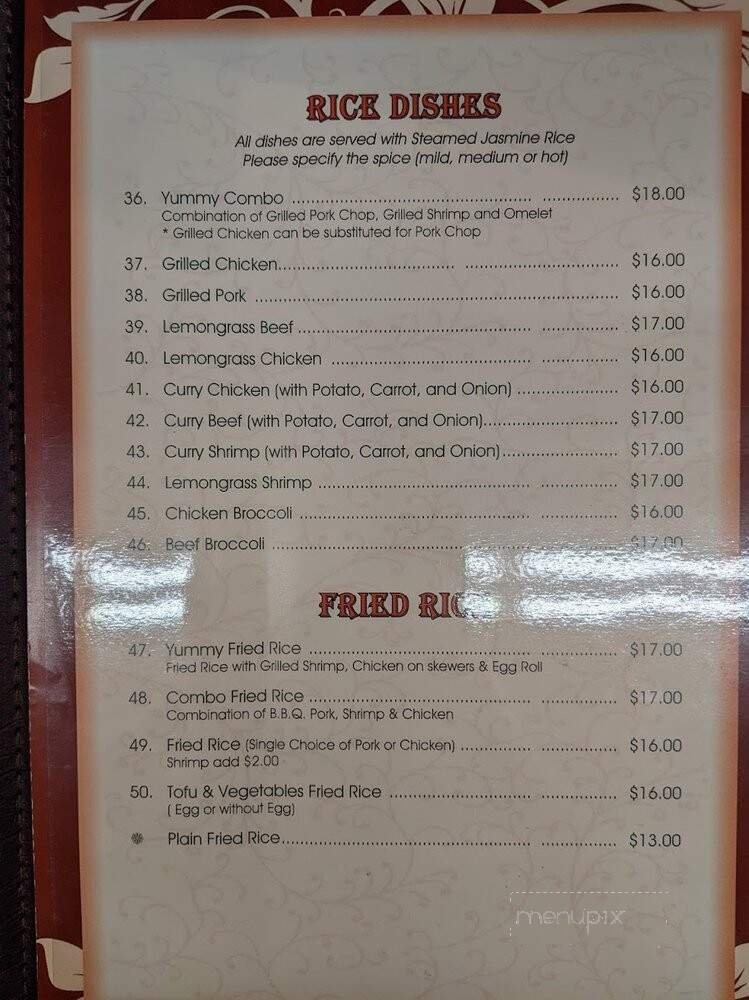 RICE DISHES
All dishes are served with Steamed Jasmine Rice
Please specify the spice (mild, medium or hot)
36. Yummy Combo ........................ $18.00
Combination of Grilled Pork Chop, Grilled Shrimp and Omelet
* Grilled Chicken can be substituted for Pork Chop
37. Grilled Chicken........................ $16.00
38. Grilled Pork ........................ $16.00
39. Lemongrass Beef ........................ $17.00
40. Lemongrass Chicken ........................ $16.00
41. Curry Chicken (with Potato, Carrot, and Onion) ........................ $16.00
42. Curry Beef (with Potato, Carrot, and Onion)........................ $17.00
43. Curry Shrimp (with Potato, Carrot, and Onion)........................ $17.00
44. Lemongrass Shrimp ........................ $17.00
45. Chicken Broccoli ........................ $16.00
46. Beef Broccoli ........................ $17.00
FRIED RIC
47. Yummy Fried Rice ........................ $17.00
Fried Rice with Grilled Shrimp, Chicken on skewers & Egg Roll
48. Combo Fried Rice ........................ $17.00
Combination of B.B.Q. Pork, Shrimp & Chicken
49. Fried Rice (Single Choice of Pork or Chicken) ........................ $16.00
Shrimp add $2.00
50. Tofu & Vegetables Fried Rice ........................ $16.00
( Egg or without Egg)
Plain Fried Rice........................ $13.00
menupix